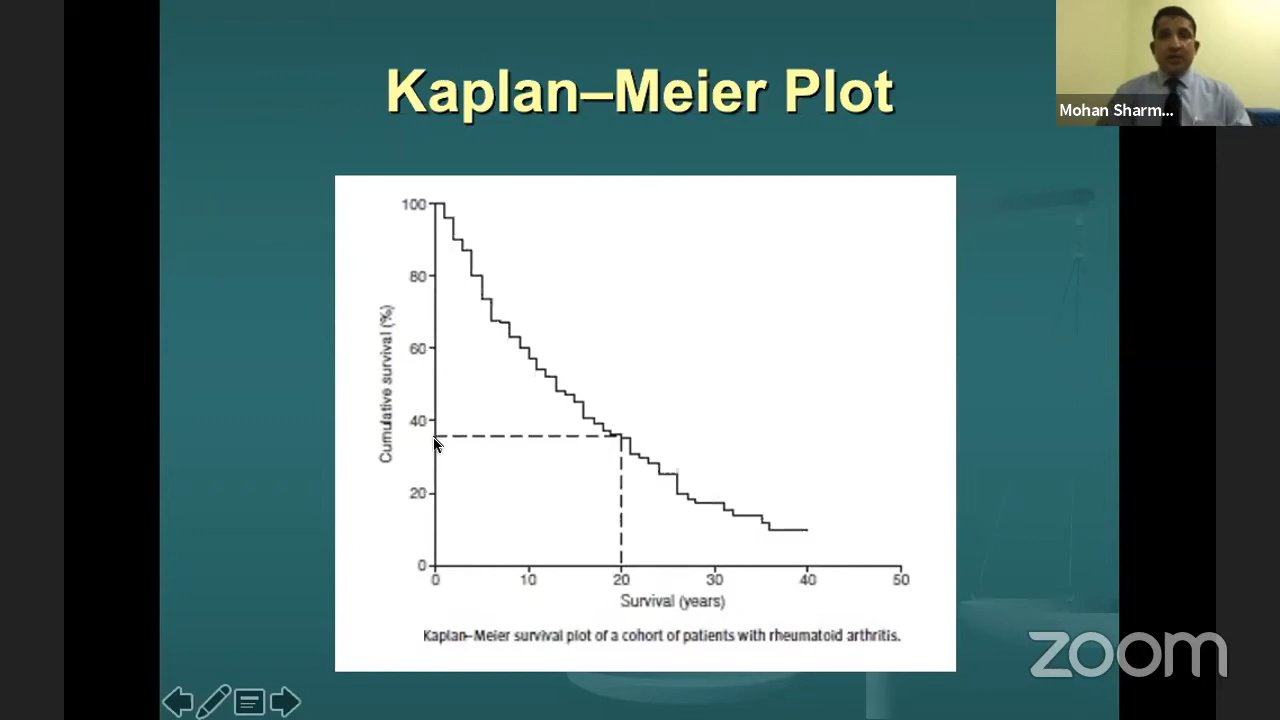 Kaplan–Meier Plot
Mohan Sharm...
100
80
60
40
20
0
Cumulative survival (%)
0 10 20 30 40 50
Survival (years)
Kaplan–Meier survival plot of a cohort of patients with rheumatoid arthritis.
zoom